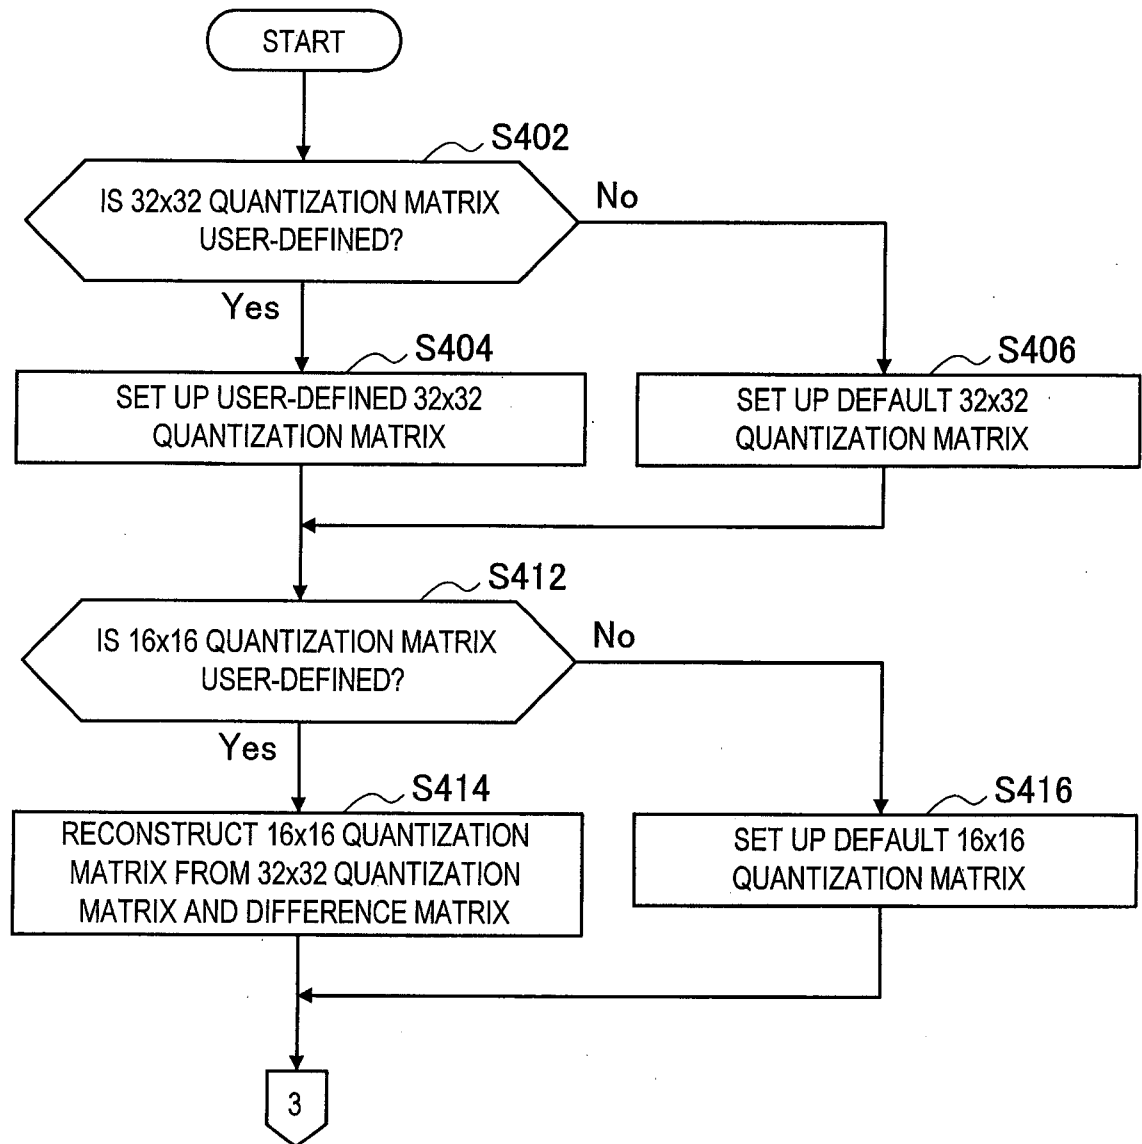 START
S402
IS 32x32 QUANTIZATION MATRIX
USER-DEFINED?
No
Yes
S404
SET UP USER-DEFINED 32x32
QUANTIZATION MATRIX
S406
SET UP DEFAULT 32x32
QUANTIZATION MATRIX
S412
IS 16x16 QUANTIZATION MATRIX
USER-DEFINED?
No
Yes
S414
RECONSTRUCT 16x16 QUANTIZATION
MATRIX FROM 32x32 QUANTIZATION
MATRIX AND DIFFERENCE MATRIX
S416
SET UP DEFAULT 16x16
QUANTIZATION MATRIX
3